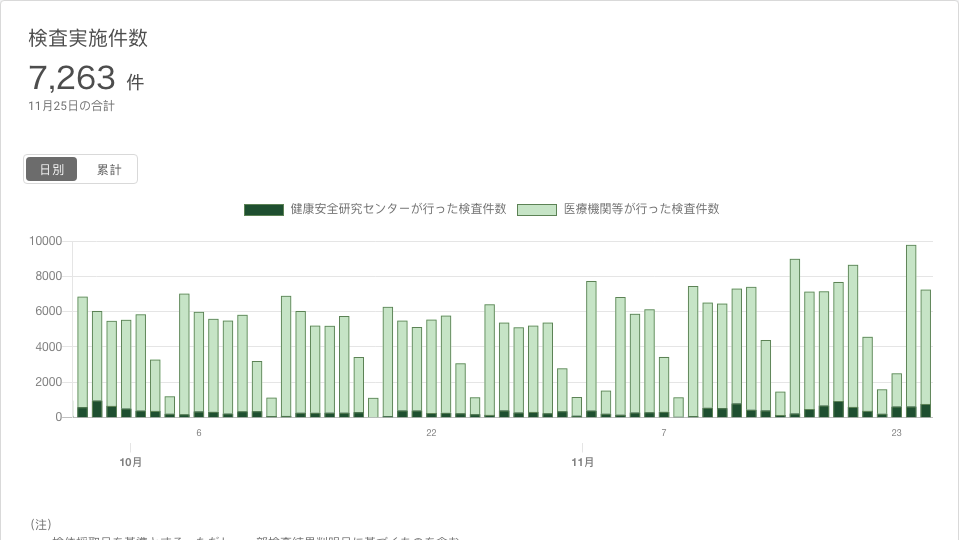 検査実施件数
7,263 件
11月25日の合計
日別 累計
健康安全研究センターが行った検査件数 医療機関等が行った検査件数
10000
8000
6000
4000
2000
0
6 22 7 23
10月 11月
(注)